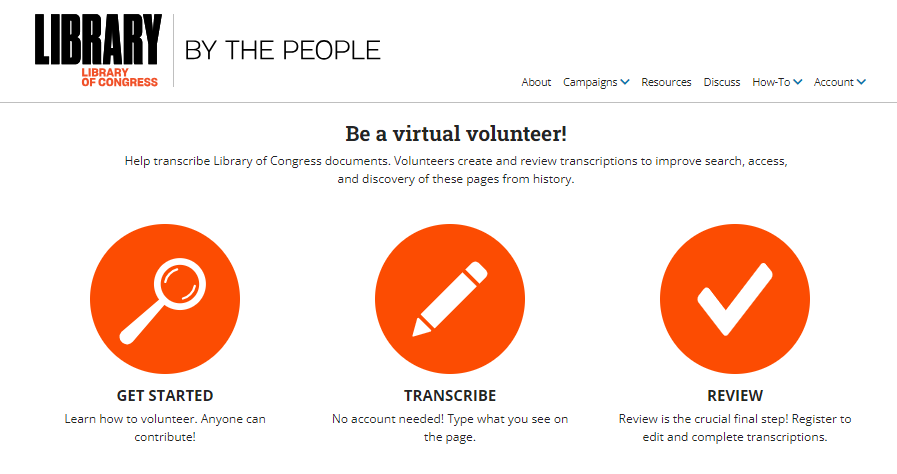 LIBRARY
LIBRARY
OF CONGRESS
BY THE PEOPLE
About Campaigns Resources Discuss How-To Account
Be a virtual volunteer!
Help transcribe Library of Congress documents. Volunteers create and review transcriptions to improve search, access,
and discovery of these pages from history.
GET STARTED
Learn how to volunteer. Anyone can
contribute!
TRANSCRIBE
No account needed! Type what you see on
the page.
REVIEW
Review is the crucial final step! Register to
edit and complete transcriptions.